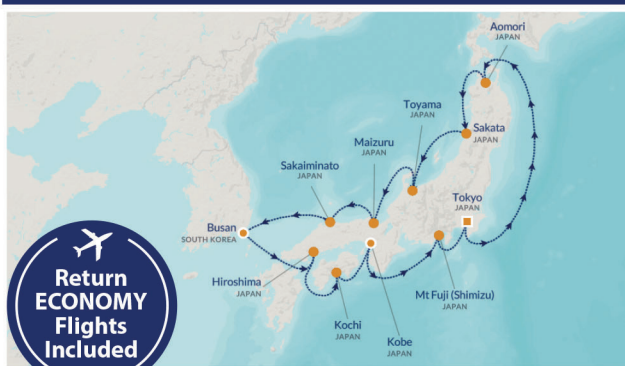 Aomori
JAPAN
Toyama
JAPAN
Sakata
JAPAN
Maizuru
JAPAN
Sakaiminato
JAPAN
Tokyo
JAPAN
Busan
SOUTH KOREA
Hiroshima
JAPAN
Mt Fuji (Shimizu)
JAPAN
Kochi
JAPAN
Kobe
JAPAN
Return
ECONOMY
Flights
Included